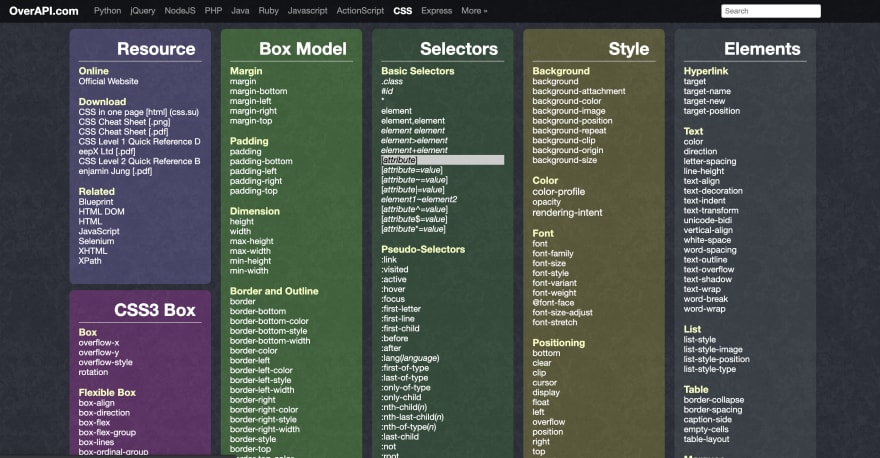 OverAPI.com
Python jQuery NodeJS PHP Java Ruby Javascript ActionScript CSS Express More »
Search
Resource
Online
Official Website
Download
CSS in one page [html] (css.su)
CSS Cheat Sheet [.png]
CSS Cheat Sheet [.pdf]
CSS Level 1 Quick Reference D
eepX Ltd [.pdf]
CSS Level 2 Quick Reference B
enjamin Jung [.pdf]
Related
Blueprint
HTML DOM
HTML
JavaScript
Selenium
XHTML
XPath
CSS3 Box
Box
overflow-x
overflow-y
overflow-style
rotation
Flexible Box
box-align
box-direction
box-flex
box-flex-group
box-lines
box-ordinal-group
Box Model
Margin
margin
margin-bottom
margin-left
margin-right
margin-top
Padding
padding
padding-bottom
padding-left
padding-right
padding-top
Dimension
height
width
max-height
max-width
min-height
min-width
Border and Outline
border
border-bottom
border-bottom-color
border-bottom-style
border-bottom-width
border-color
border-left
border-left-color
border-left-style
border-left-width
border-right
border-right-color
border-right-style
border-right-width
border-style
border-top
border-top-color
Selectors
Basic Selectors
.class
#id
*
element
element,element
element element
element>element
element+element
[attribute]
[attribute=value]
[attribute~=value]
[attribute|=value]
element1~element2
[attribute^=value]
[attribute$=value]
[attribute*=value]
Pseudo-Selectors
:link
:visited
:active
:hover
:focus
:first-letter
:first-line
:first-child
:before
:after
:lang(language)
:first-of-type
:last-of-type
:only-of-type
:only-child
:nth-child(n)
:nth-last-child(n)
:nth-of-type(n)
:last-child
:not
:root
Style
Background
background
background-attachment
background-color
background-image
background-position
background-repeat
background-clip
background-origin
background-size
Color
color-profile
opacity
rendering-intent
Font
font
font-family
font-size
font-style
font-variant
font-weight
@font-face
font-size-adjust
font-stretch
Positioning
bottom
clear
clip
cursor
display
float
left
overflow
position
right
top
Elements
Hyperlink
target
target-name
target-new
target-position
Text
color
direction
letter-spacing
line-height
text-align
text-decoration
text-indent
text-transform
unicode-bidi
vertical-align
white-space
word-spacing
text-outline
text-overflow
text-shadow
text-wrap
word-break
word-wrap
List
list-style
list-style-image
list-style-position
list-style-type
Table
border-collapse
border-spacing
caption-side
empty-cells
table-layout